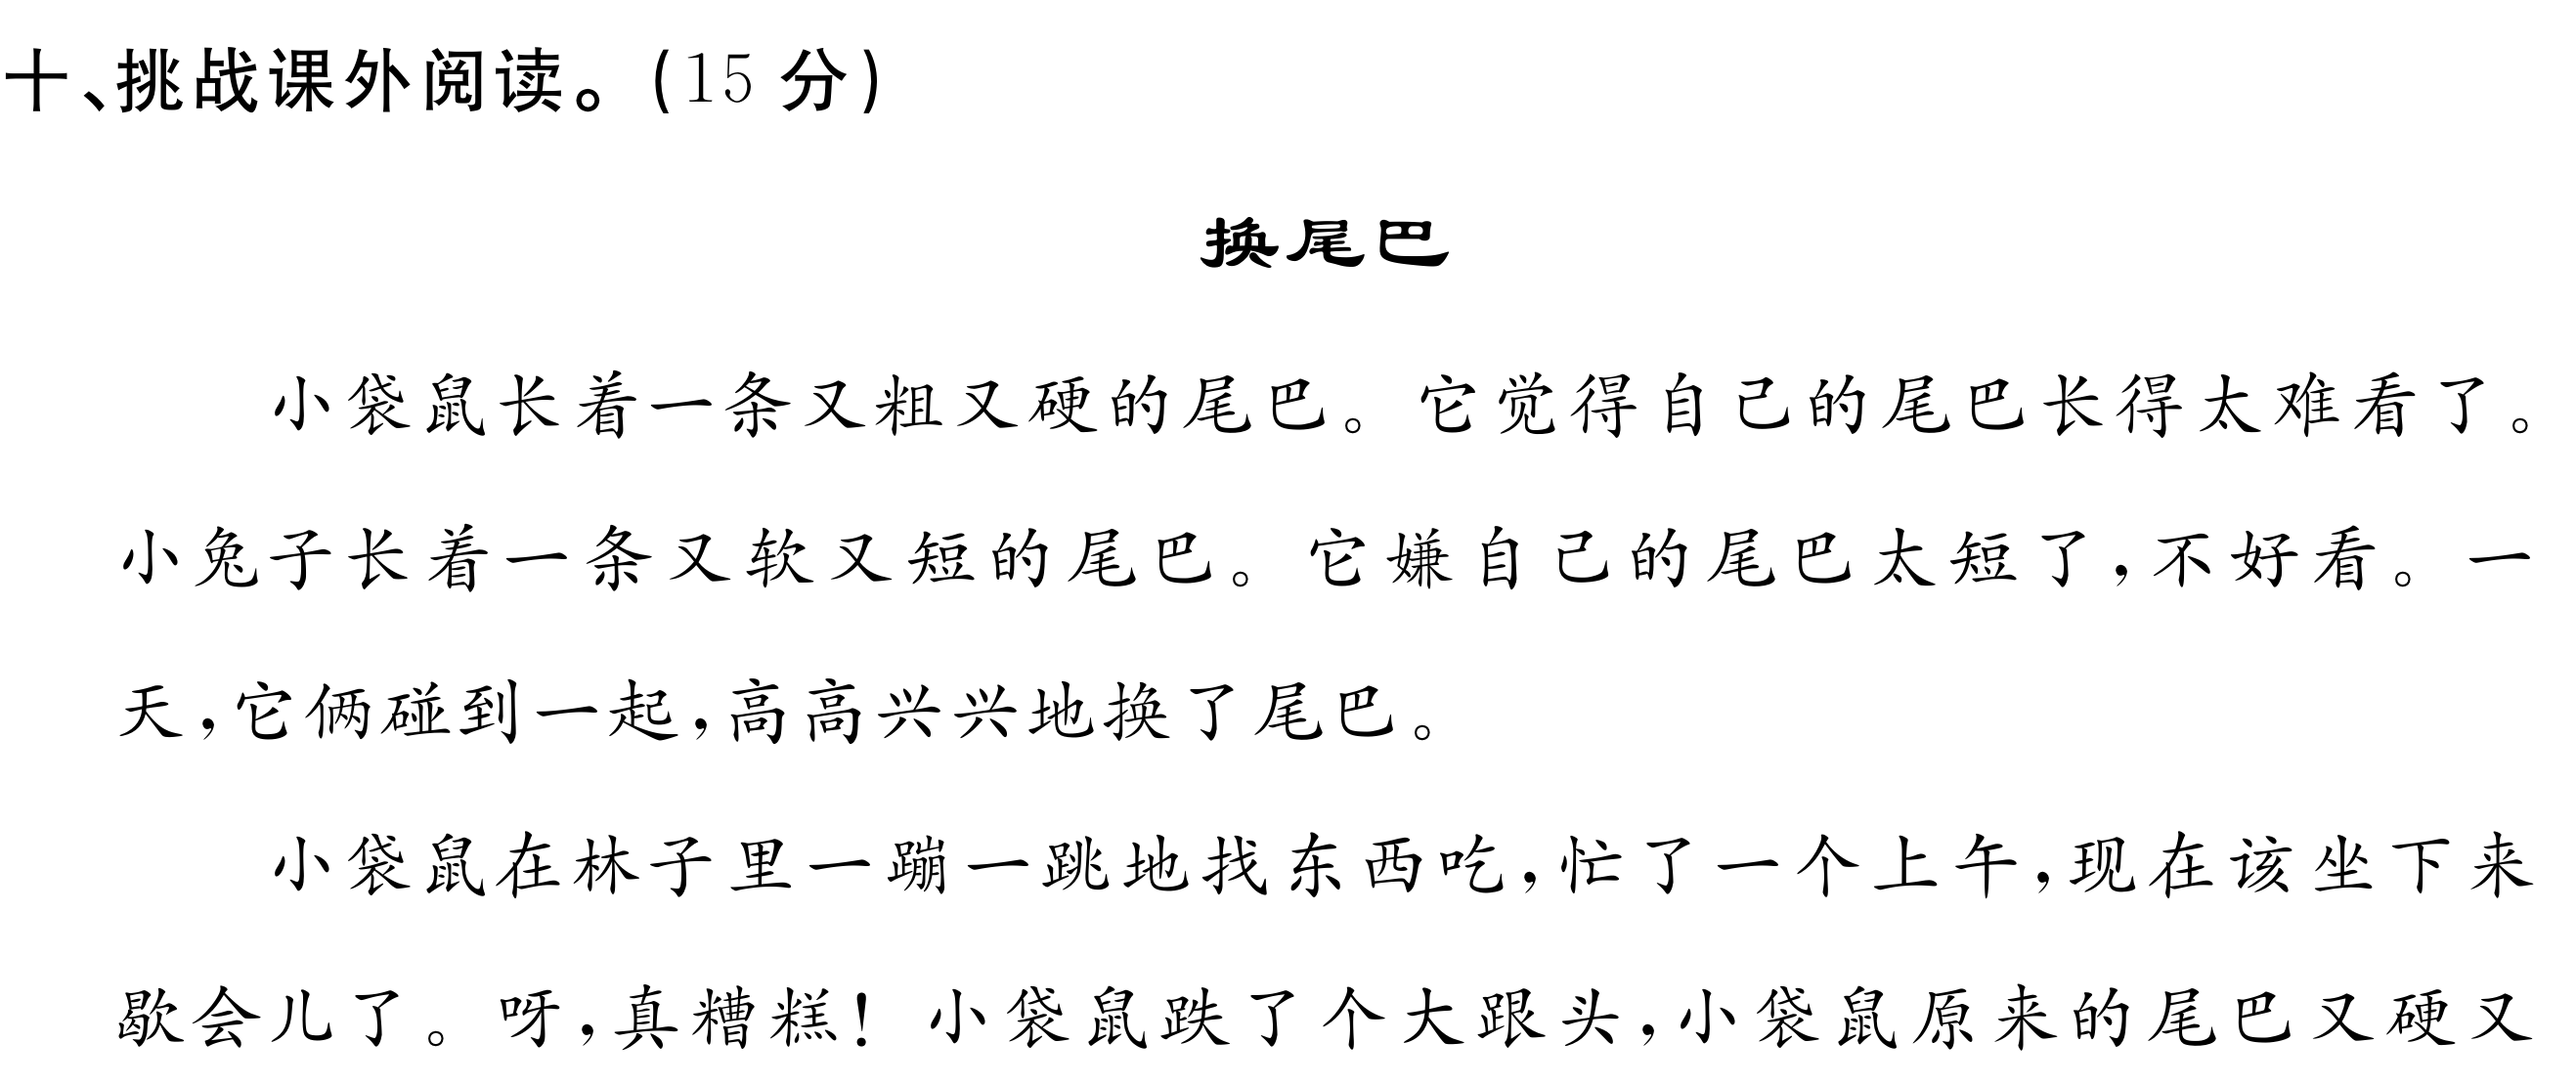 十、挑战课外阅读。(15 分)
换尾巴
小袋鼠长着一条又粗又硬的尾巴。它觉得自己的尾巴长得太难看了。
小兔子长着一条又软又短的尾巴。它嫌自己的尾巴太短了,不好看。一
天,它俩碰到一起,高高兴兴地换了尾巴。
小袋鼠在林子里一蹦一跳地找东西吃,忙了一个上午,现在该坐下来
歇会儿了。呀,真糟糕! 小袋鼠跌了个大跟头,小袋鼠原来的尾巴又硬又